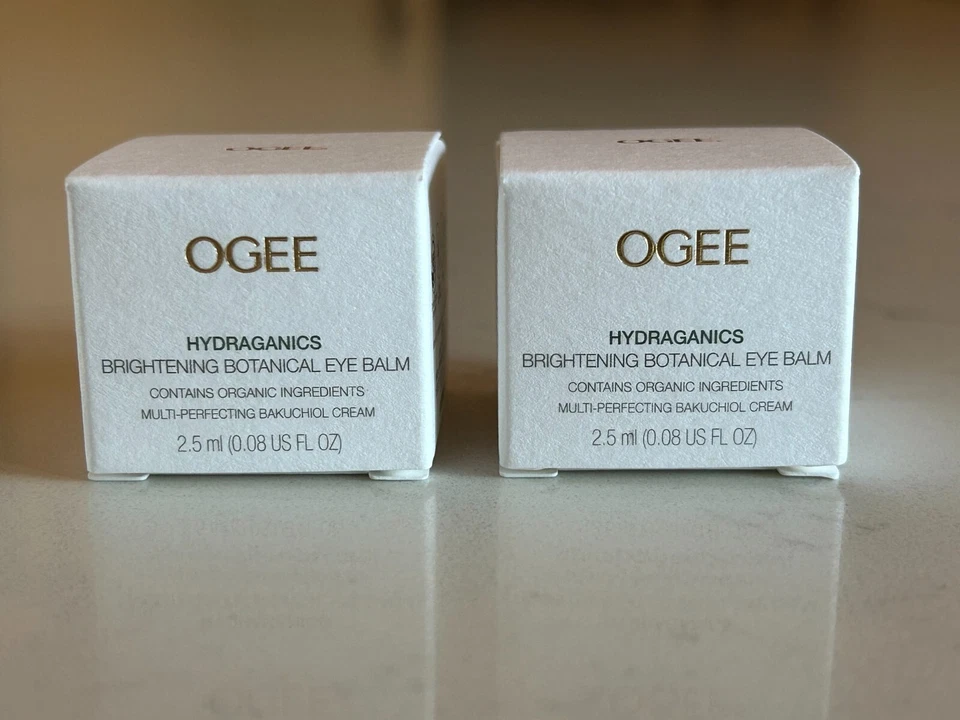 OGEE
OGEE
HYDRAGANICS
BRIGHTENING BOTANICAL EYE BALM
CONTAINS ORGANIC INGREDIENTS
MULTI-PERFECTING BAKUCHIOL CREAM
2.5 ml (0.08 US FL OZ)
OGEE
OGEE
HYDRAGANICS
BRIGHTENING BOTANICAL EYE BALM
CONTAINS ORGANIC INGREDIENTS
MULTI-PERFECTING BAKUCHIOL CREAM
2.5 ml (0.08 US FL OZ)